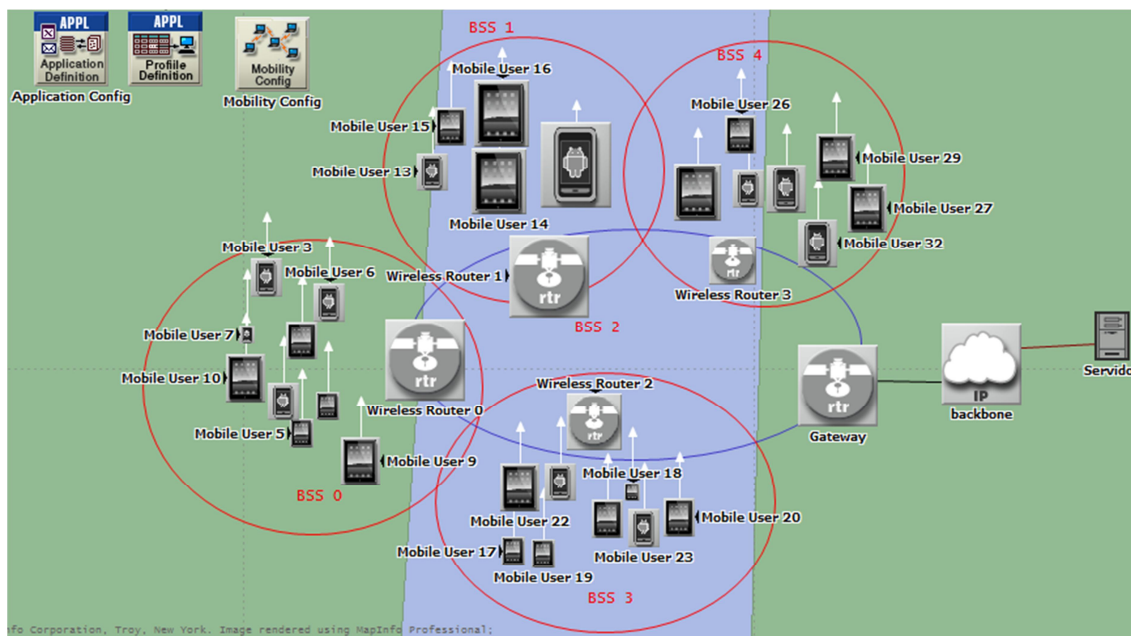 APPL
Application
Definition
Application Config
APPL
Profile
Definition
Mobility
Config
Mobility Config
BSS 1
BSS 4
Mobile User 16
Mobile User 26
Mobile User 15
Mobile User 29
Mobile User 13
Mobile User 27
Mobile User 14
Mobile User 32
Mobile User 3
Mobile User 6
Wireless Router 1
rtr
rtr
Wireless Router 3
BSS 2
Mobile User 7
Mobile User 10
rtr
Wireless Router 0
Wireless Router 2
rtr
rtr
Gateway
IP
backbone
Servido
Mobile User 5
Mobile User 9
BSS 0
Mobile User 18
Mobile User 22
Mobile User 20
Mobile User 17
Mobile User 23
Mobile User 19
BSS 3
nfo Corporation, Troy, New York. Image rendered using MapInfo Professional;